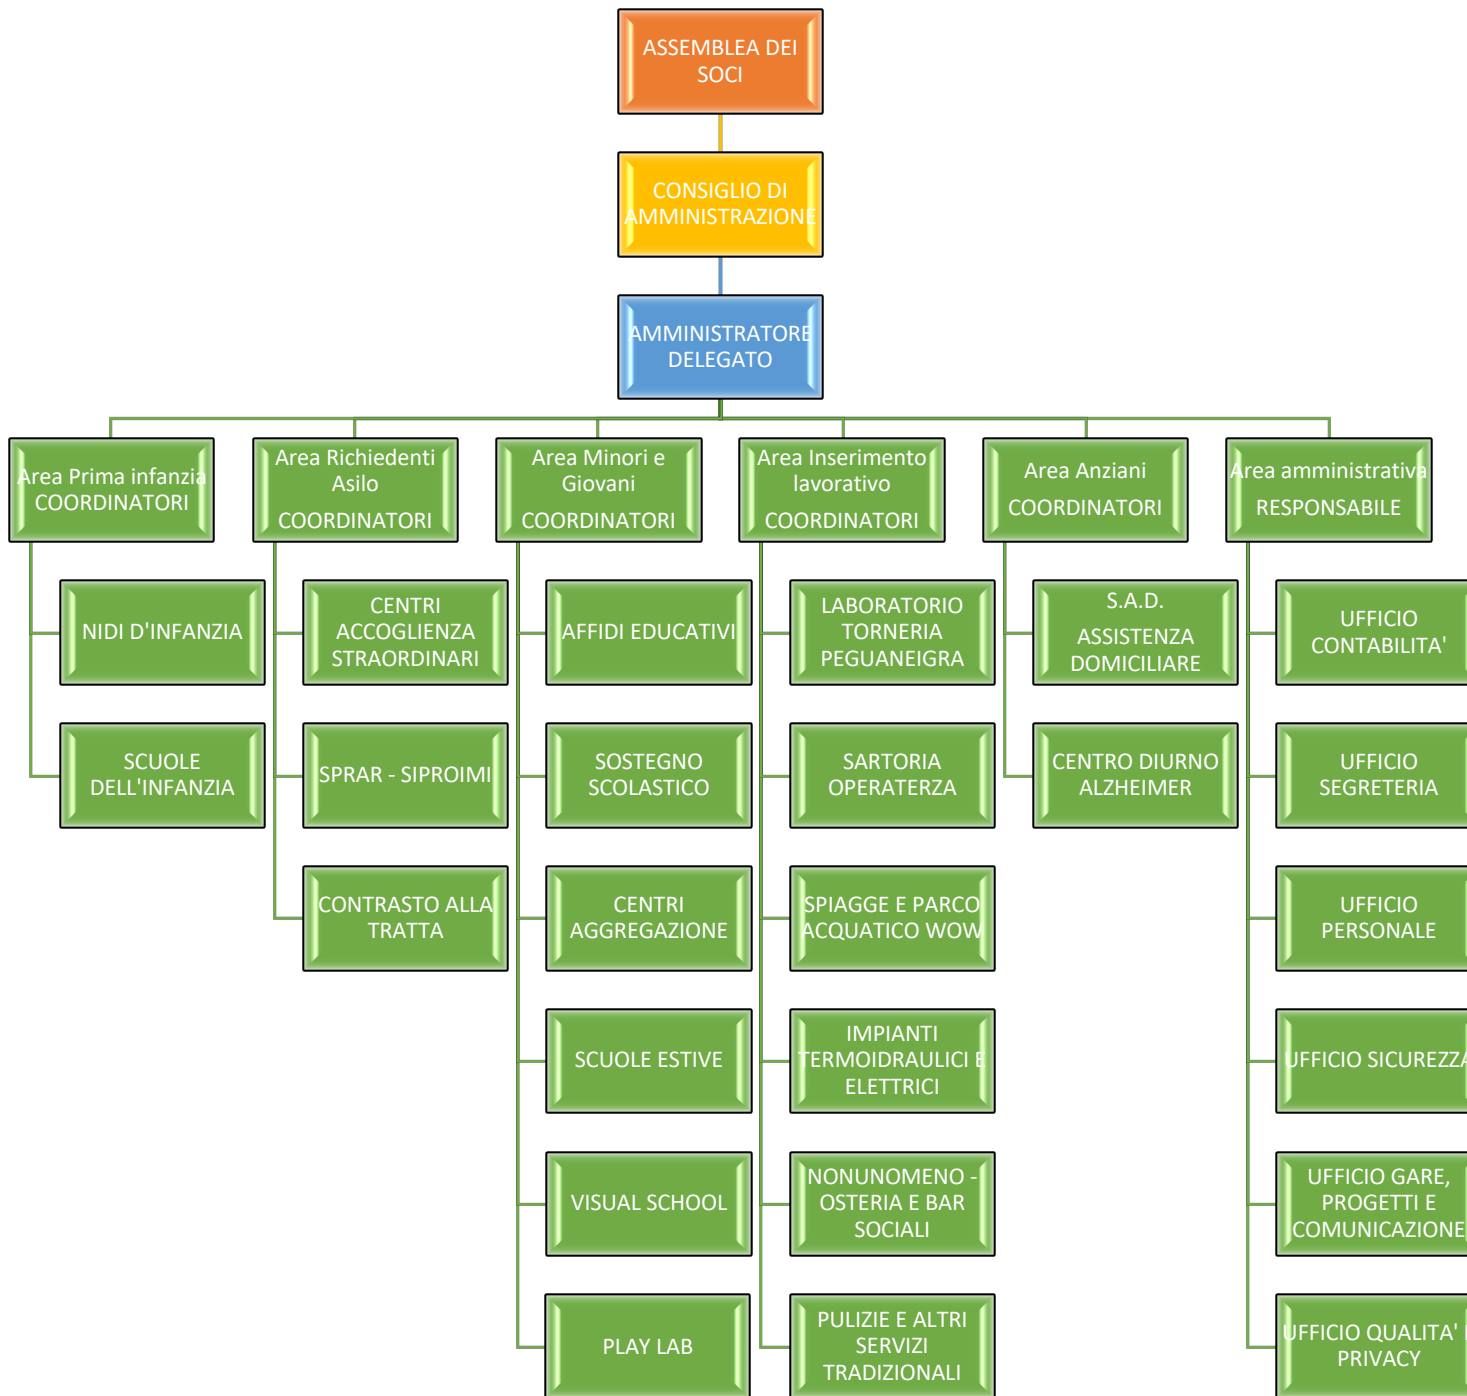 ASSEMBLEA DEI
SOCI
CONSIGLIO DI
AMMINISTRAZIONE
AMMINISTRATORE
DELEGATO
Area Prima infanzia
COORDINATORI
NIDI D'INFANZIA
SCUOLE
DELL'INFANZIA
Area Richiedenti
Asilo
COORDINATORI
CENTRI
ACCOGLIENZA
STRAORDINARI
SPRAR - SIPROIMI
CONTRASTO ALLA
TRATTA
Area Minori e
Giovani
COORDINATORI
AFFIDI EDUCATIVI
SOSTEGNO
SCOLASTICO
CENTRI
AGGREGAZIONE
SCUOLE ESTIVE
VISUAL SCHOOL
PLAY LAB
Area Inserimento
lavorativo
COORDINATORI
LABORATORIO
TORNERIA
PEGUANEIGRA
SARTORIA
OPERATERZA
SPIAGGE E PARCO
ACQUATICO WOW
IMPIANTI
TERMOIDRAULICI E
ELETTRICI
NONUNOMENO -
OSTERIA E BAR
SOCIALI
PULIZIE E ALTRI
SERVIZI
TRADIZIONALI
Area Anziani
COORDINATORI
S.A.D.
ASSISTENZA
DOMICILIARE
CENTRO DIURNO
ALZHEIMER
Area amministrativa
RESPONSABILE
UFFICIO
CONTABILITA'
UFFICIO
SEGRETERIA
UFFICIO
PERSONALE
UFFICIO SICUREZZA
UFFICIO GARE,
PROGETTI E
COMUNICAZIONE
UFFICIO QUALITA'
PRIVACY